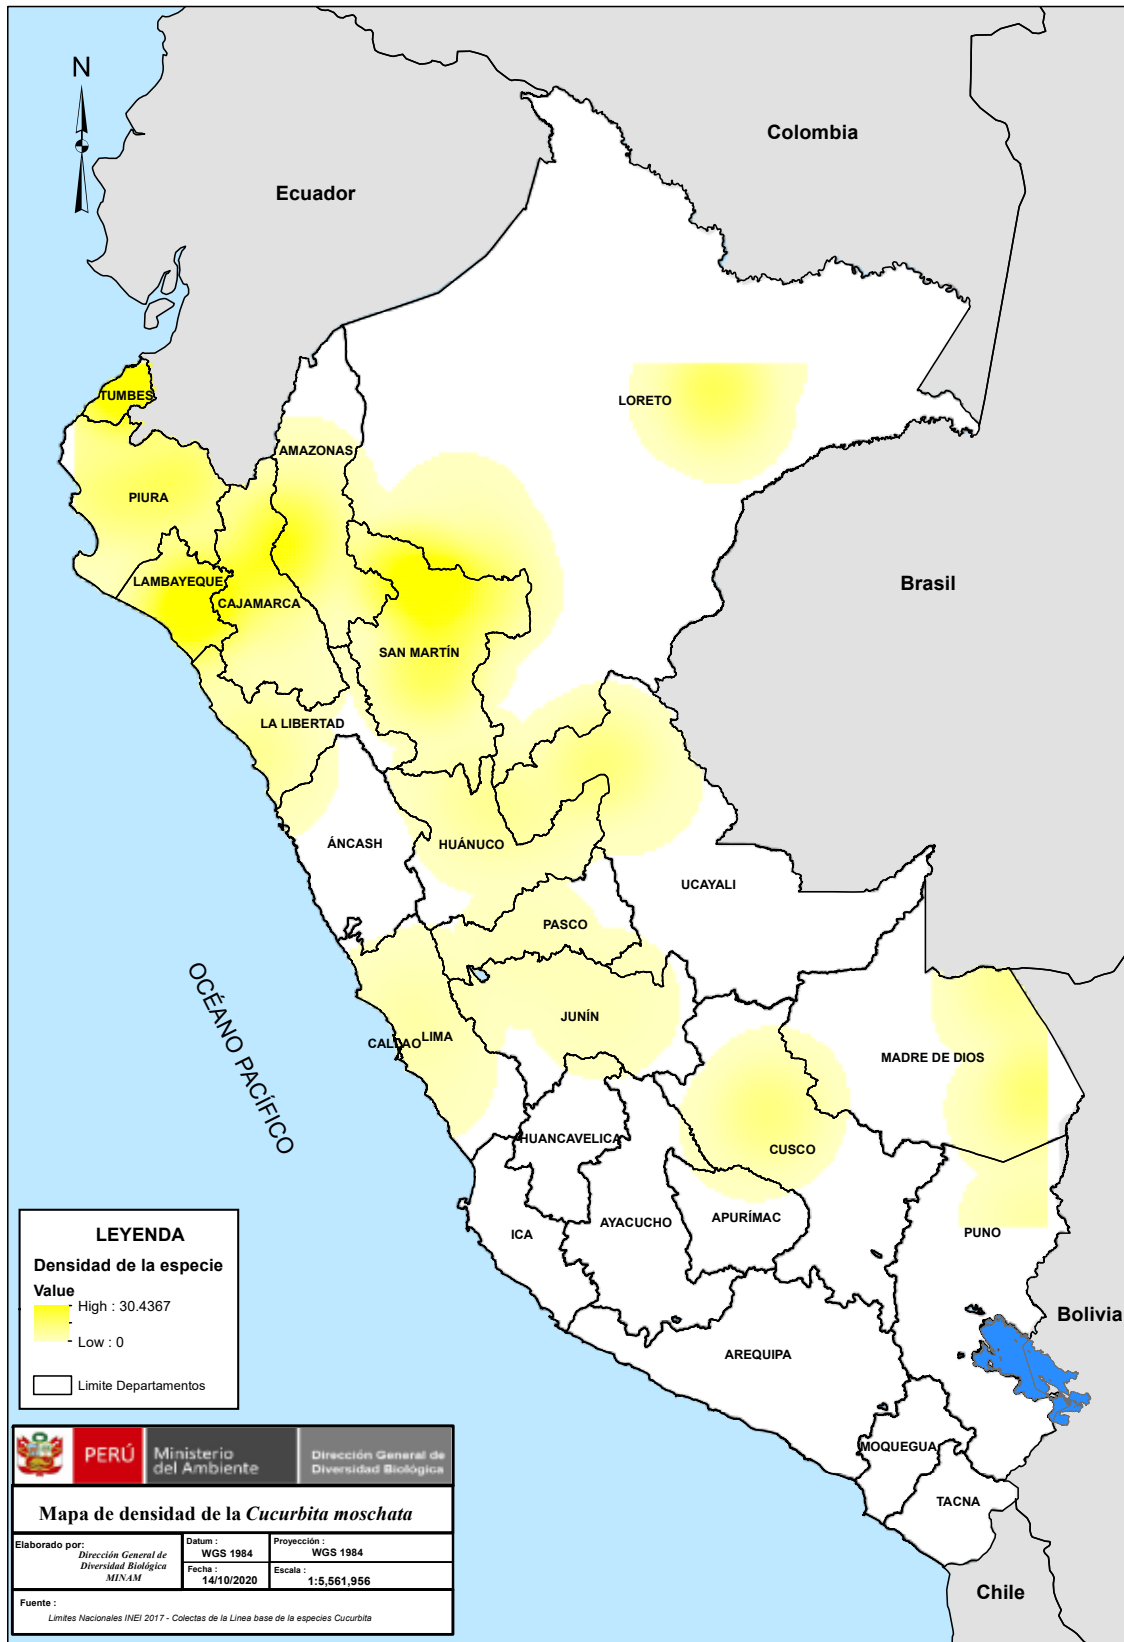 N
Colombia
Ecuador
TUMBES
LORETO
AMAZONAS
PIURA
Brasil
LAMBAYEQUE
CAJAMARCA
SAN MARTÍN
LA LIBERTAD
ÁNCASH
HUÁNUCO
UCAYALI
PASCO
OCÉANO PACÍFICO
JUNÍN
CALLAO
LIMA
MADRE DE DIOS
HUANCAVELICA
CUSCO
AYACUCHO
APURÍMAC
ICA
PUNO
Bolivia
AREQUIPA
MOQUEGUA
TACNA
Chile
LEYENDA
Densidad de la especie
Value
High : 30.4367
Low : 0
Limite Departamentos
PERÚ
Ministerio
del Ambiente
Dirección General de
Diversidad Biológica
Mapa de densidad de la Cucurbita moschata
Elaborado por:
Dirección General de
Diversidad Biológica
MINAM
Datum :
WGS 1984
Proyección :
WGS 1984
Fecha :
14/10/2020
Escala :
1:5,561,956
Fuente :
Limites Nacionales INEI 2017 - Colectas de la Linea base de la especies Cucurbita